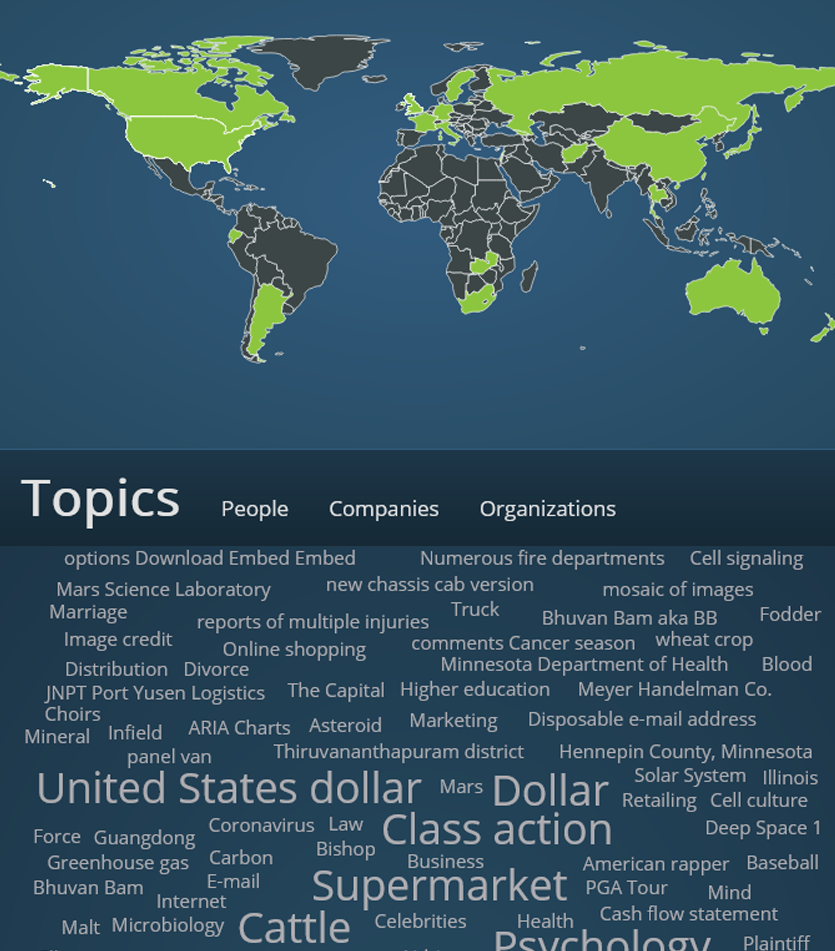 Topics People Companies Organizations
options Download Embed Embed Numerous fire departments Cell signaling
Mars Science Laboratory new chassis cab version mosaic of images
Marriage reports of multiple injuries Truck Bhuvan Bam aka BB Fodder
Image credit Online shopping comments Cancer season wheat crop
Distribution Divorce Minnesota Department of Health Blood
JNPT Port Yusen Logistics The Capital Higher education Meyer Handelman Co.
Choirs
Mineral Infield ARIA Charts Asteroid Marketing Disposable e-mail address
panel van Thiruvananthapuram district Hennepin County, Minnesota
United States dollar Mars Dollar Solar System Illinois
Retailing Cell culture
Force Guangdong Coronavirus Law Class action Deep Space 1
Greenhouse gas Carbon Bishop Business American rapper Baseball
Bhuvan Bam E-mail Supermarket PGA Tour Mind
Internet
Malt Microbiology Cattle Celebrities Health Cash flow statement
Psychology Plaintiff